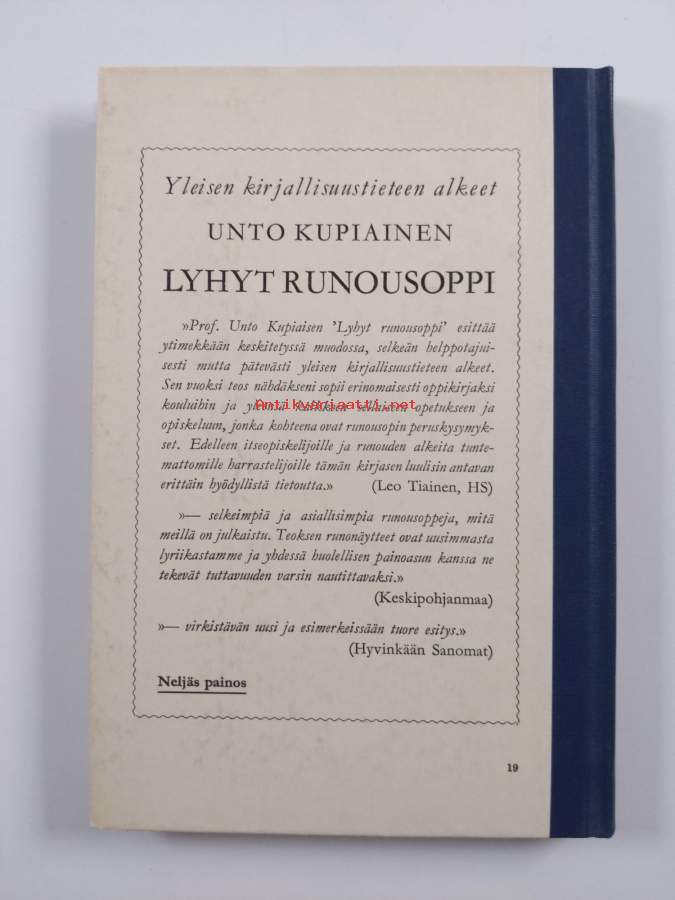 Yleisen kirjallisuustieteen alkeet
UNTO KUPIAINEN
LYHYT RUNOUSOPPI
»Prof. Unto Kupiaisen ’Lyhyt runousoppi’ esittää
ytimekkään keskitetyssä muodossa, selkeän helppotajui-
sesti mutta pätevästi yleisen kirjallisuustieteen alkeet.
Sen vuoksi teos nähdäkseni sopii erinomaisesti oppikirjaksi
kouluihin ja yleensä kaikkeen sellaiseen opetukseen ja
Antikvariaatti.net
opiskeluun, jonka kohteena ovat runousopin peruskysymyk-
set. Edelleen itseopiskelijoille ja runouden alkeita tunte-
mattomille harrastelijoille tämän kirjasen luulisin antavan
erittäin hyödyllistä tietoutta.» (Leo Tiainen, HS)
»— selkeimpiä ja asiallisimpia runousoppeja, mitä
meillä on julkaistu. Teoksen runonäytteet ovat uusimmasta
lyriikastamme ja yhdessä huolellisen painoasun kanssa ne
tekevät tuttavuuden varsin nautittavaksi.»
(Keskipohjanmaa)
»— virkistävän uusi ja esimerkeissään tuore esitys.»
(Hyvinkään Sanomat)
Neljäs painos
19